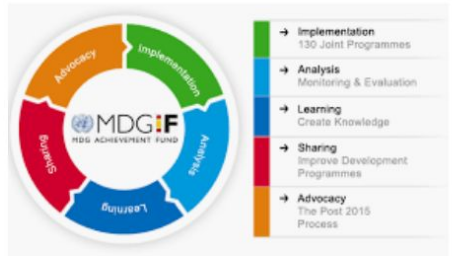 Advocacy
Implementation
Analysis
Learning
Sharing
MDG:F
MDG ACHIEVEMENT FUND
→ Implementation
130 Joint Programmes
→ Analysis
Monitoring & Evaluation
→ Learning
Create Knowledge
→ Sharing
Improve Development
Programmes
→ Advocacy
The Post 2015
Process